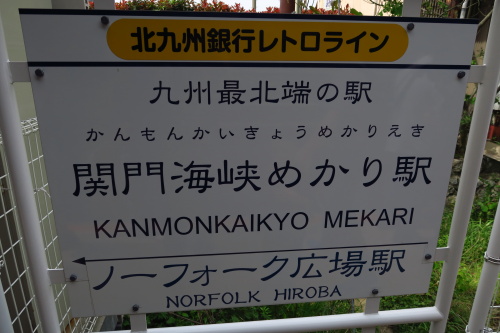 北九州銀行レトロライン
九州最北端の駅
かんもんかいきょうめかりえき
関門海峡めかり駅
KANMONKAIKYO MEKARI
ノーフォーク広場駅
NORFOLK HIROBA